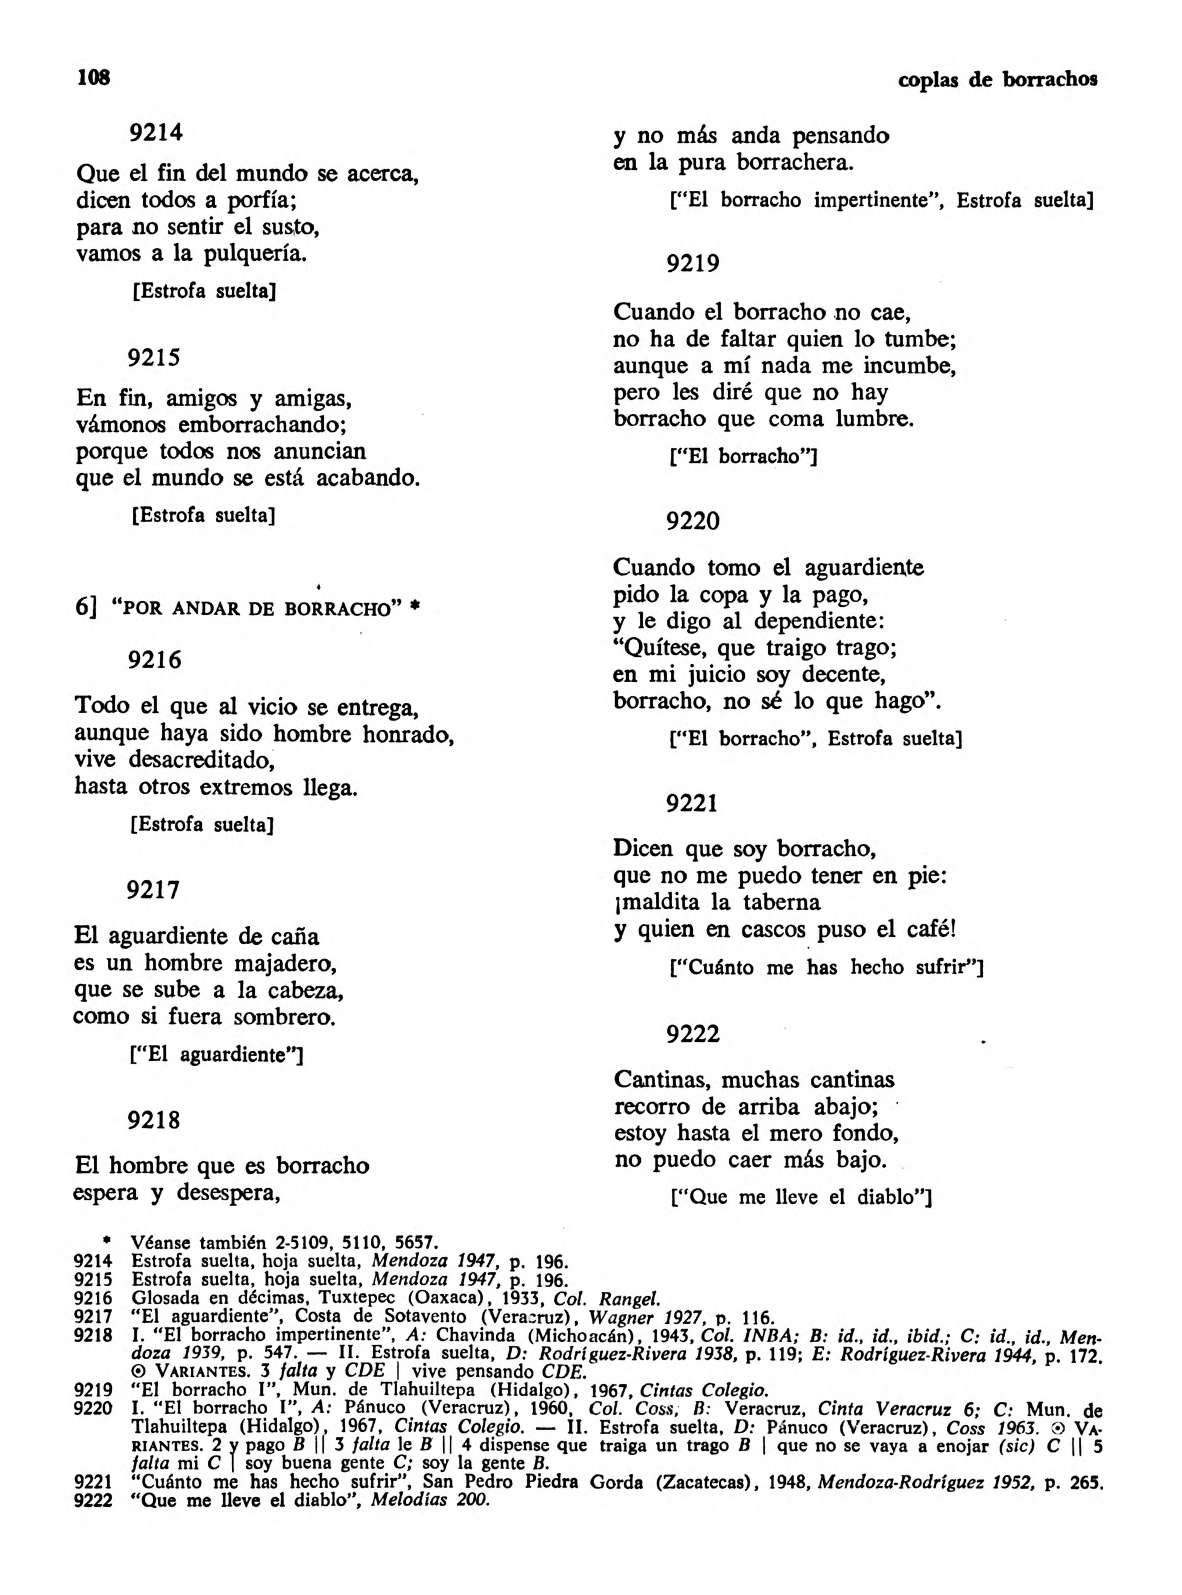 108
coplas de borrachos
9214
Que el fin del mundo se acerca,
dicen todos a porfía;
para no sentir el susto,
vamos a la pulquería.
[Estrofa suelta]
9215
En fin, amigos y amigas,
vámonos emborrachando;
porque todos nos anuncian
que el mundo se está acabando.
[Estrofa suelta]
6] “POR ANDAR DE BORRACHO” *
9216
Todo el que al vicio se entrega,
aunque haya sido hombre honrado,
vive desacreditado,
hasta otros extremos llega.
[Estrofa suelta]
9217
El aguardiente de caña
es un hombre majadero,
que se sube a la cabeza,
como si fuera sombrero.
[“El aguardiente”]
9218
El hombre que es borracho
espera y desespera,
y no más anda pensando
en la pura borrachera.
[“El borracho impertinente”, Estrofa suelta]
9219
Cuando el borracho no cae,
no ha de faltar quien lo tumbe;
aunque a mí nada me incumbe,
pero les diré que no hay
borracho que coma lumbre.
[“El borracho”]
9220
Cuando tomo el aguardiente
pido la copa y la pago,
y le digo al dependiente:
“Quítese, que traigo trago;
en mi juicio soy decente,
borracho, no sé lo que hago”.
[“El borracho”, Estrofa suelta]
9221
Dicen que soy borracho,
que no me puedo tener en pie:
¡maldita la taberna
y quien en cascos puso el café!
[“Cuánto me has hecho sufrir”]
9222
Cantinas, muchas cantinas
recorro de arriba abajo;
estoy hasta el mero fondo,
no puedo caer más bajo.
[“Que me lleve el diablo”]
* Véanse también 2-5109, 5110, 5657.
9214 Estrofa suelta, hoja suelta, Mendoza 1947, p. 196.
9215 Estrofa suelta, hoja suelta, Mendoza 1947, p. 196.
9216 Glosada en décimas, Tuxtepec (Oaxaca), 1933, Col. Rangel.
9217 “El aguardiente”, Costa de Sotavento (Veracruz), Wagner 1927, p. 116.
9218 I. “El borracho impertinente”, A: Chavinda (Michoacán), 1943, Col. INBA; B: id., id., ibid.; C: id., id., Men-
doza 1939, p. 547. — II. Estrofa suelta, D: Rodríguez-Rivera 1938, p. 119; E: Rodríguez-Rivera 1944, p. 172.
⊙ VARIANTES. 3 falta y CDE | vive pensando CDE.
9219 “El borracho I”, Mun. de Tlahuiltepa (Hidalgo), 1967, Cintas Colegio.
9220 I. “El borracho I”, A: Pánuco (Veracruz), 1960, Col. Coss; B: Veracruz, Cinta Veracruz 6; C: Mun. de
Tlahuiltepa (Hidalgo), 1967, Cintas Colegio. — II. Estrofa suelta, D: Pánuco (Veracruz), Coss 1963. ⊙ VA-
RIANTES. 2 y pago B || 3 falta le B || 4 dispense que traiga un trago B | que no se vaya a enojar (sic) C || 5
falta mi C | soy buena gente C; soy la gente B.
9221 “Cuánto me has hecho sufrir”, San Pedro Piedra Gorda (Zacatecas), 1948, Mendoza-Rodríguez 1952, p. 265.
9222 “Que me lleve el diablo”, Melodías 200.